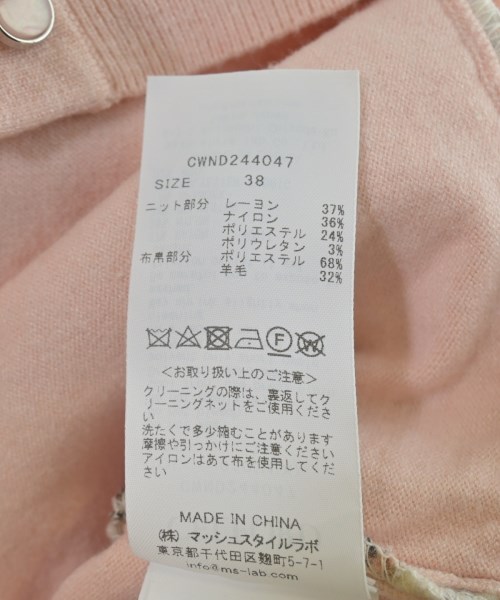 CWND244047
SIZE 38
ニット部分 レーヨン 37%
ナイロン 36%
ポリエステル 24%
ポリウレタン 3%
布帛部分 ポリエステル 68%
羊毛 32%
＜お取り扱い上のご注意＞
クリーニングの際は、裏返してク
リーニングネットをご使用くださ
い
洗たくで多少縮むことがあります
摩擦や引っかけにご注意ください
アイロンはあて布を使用してくだ
さい
MADE IN CHINA
(株) マッシュスタイルラボ
東京都千代田区麹町5-7-1
info@ms-lab.com